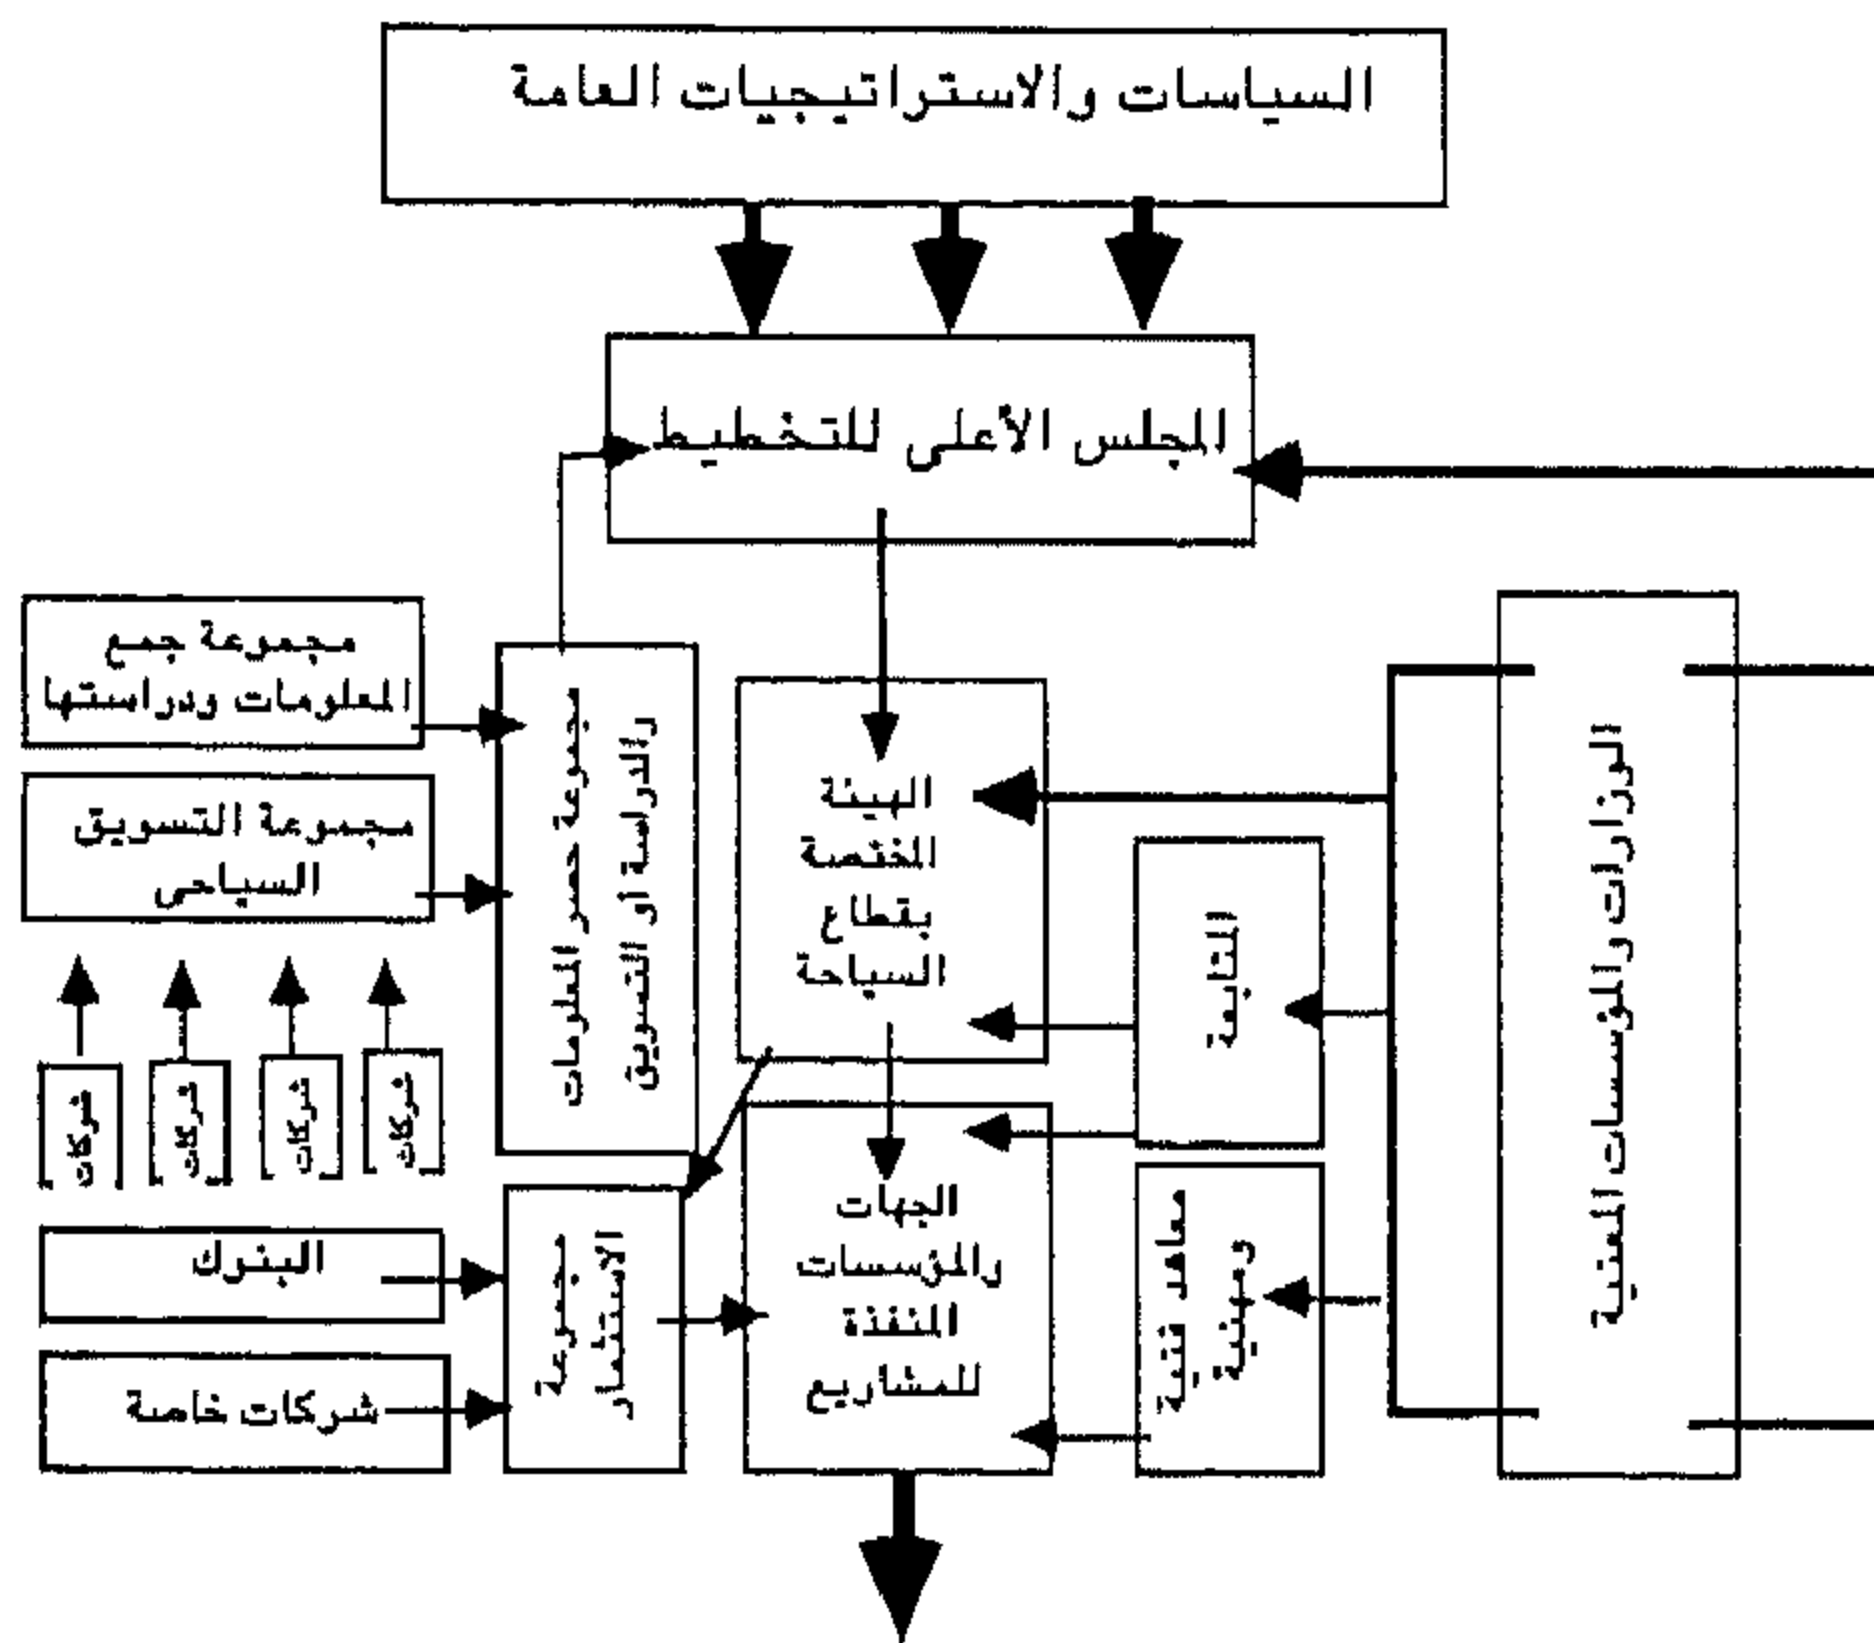 السياسات والاستراتيجيات العامة
المجلس الأعلى للتخطيط
الوزارات والمؤسسات المعنية
المتابعة
معاهد فنية
ومهنية
الهيئة
المختصة
بقطاع
السياحة
الجهات
والمؤسسات
المنفذة
للمشاريع
مجموعة حصر المعلومات
والدراسة أو التسويق
مجموعة
الاستثمار
مجموعة جمع
المعلومات ودراستها
مجموعة التسويق
السياحى
شركات
شركات
شركات
شركات
البنوك
شركات خاصة